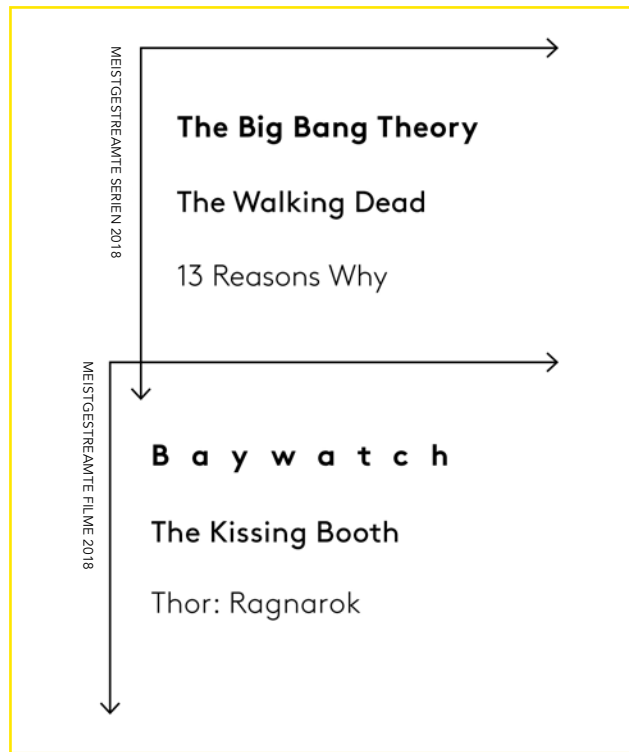 MEISTGESTREAMTE SERIEN 2018
The Big Bang Theory
The Walking Dead
13 Reasons Why
MEISTGESTREAMTE FILME 2018
Baywatch
The Kissing Booth
Thor: Ragnarok